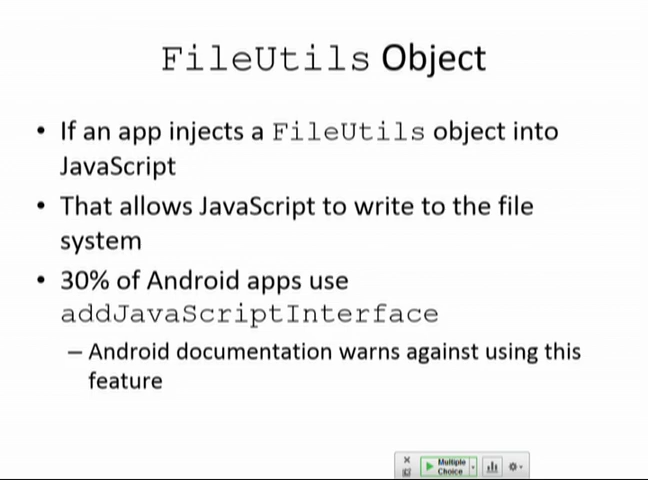 FileUtils Object
• If an app injects a FileUtils object into
JavaScript
• That allows JavaScript to write to the file
system
• 30% of Android apps use
addJavaScriptInterface
– Android documentation warns against using this
feature
Multiple
Choice